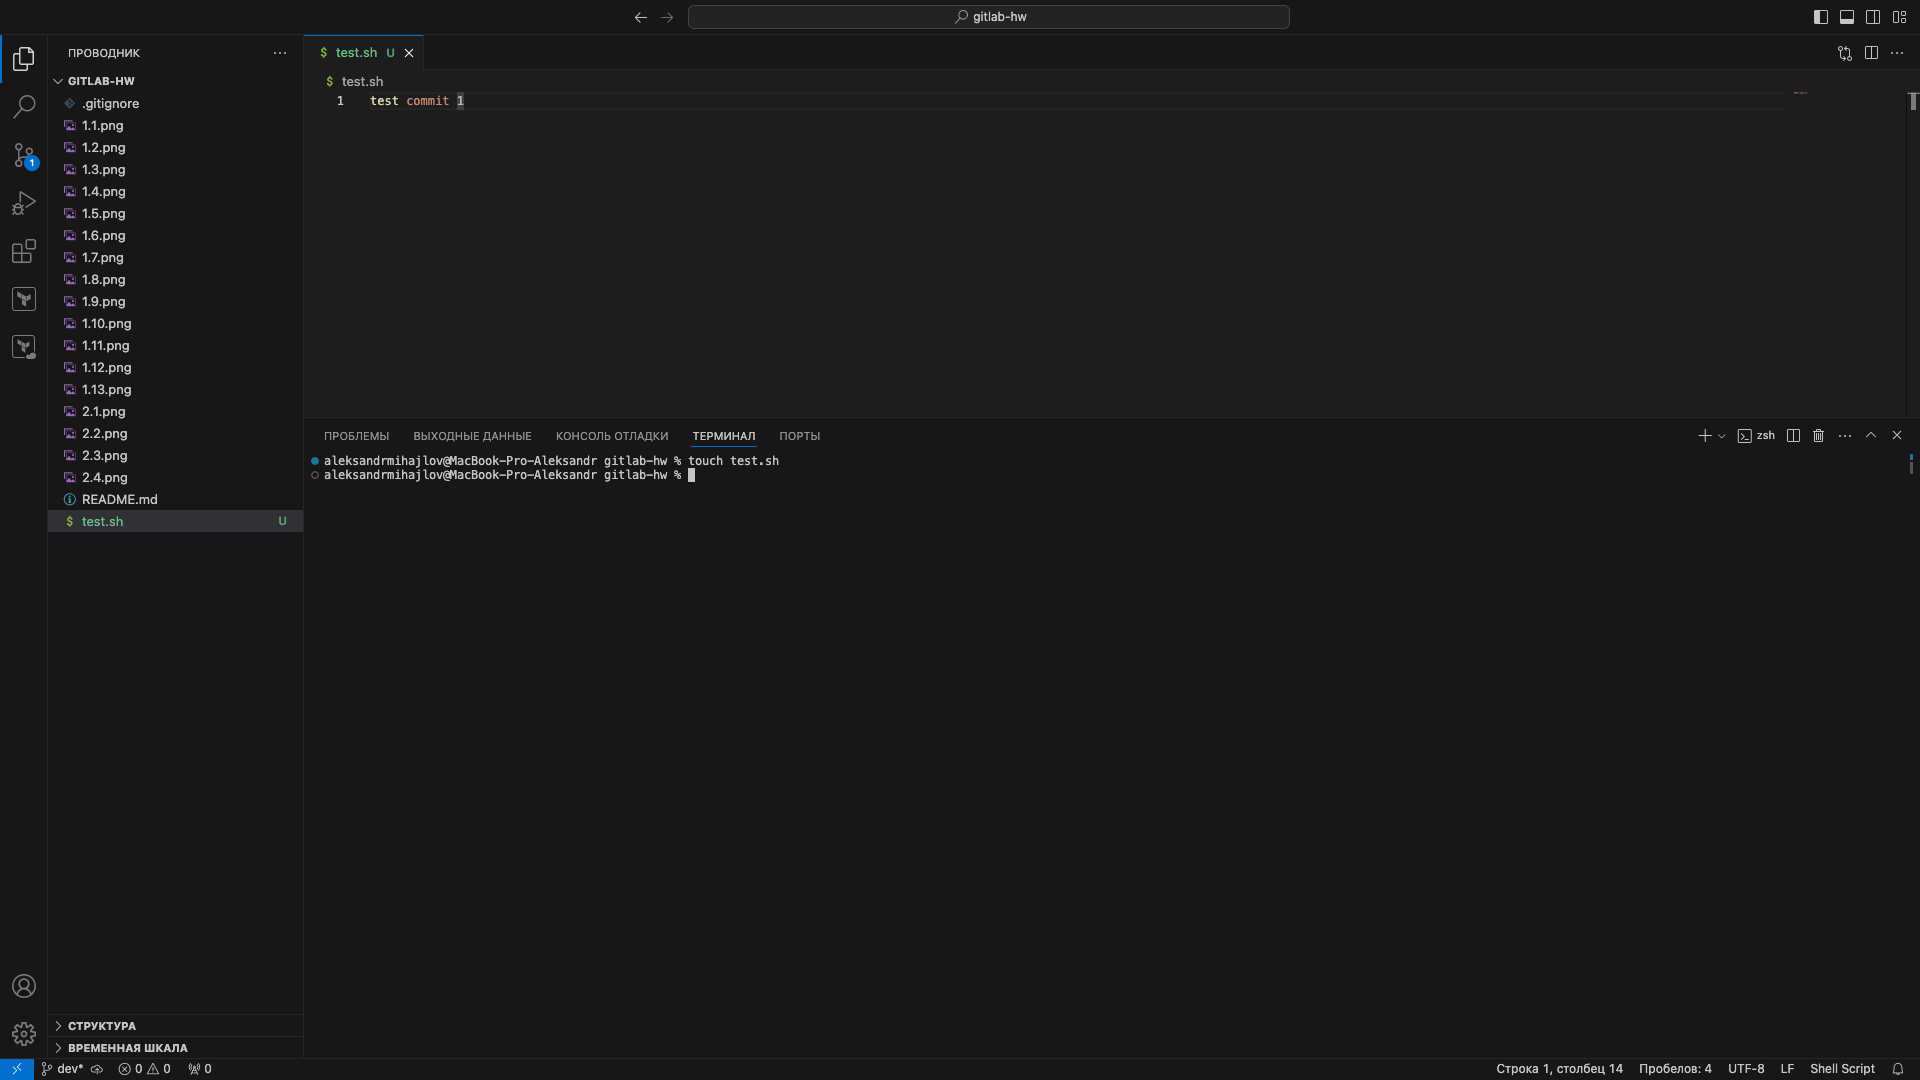 gitlab-hw
ПРОВОДНИК
GITLAB-HW
.gitignore
1.1.png
1.2.png
1.3.png
1.4.png
1.5.png
1.6.png
1.7.png
1.8.png
1.9.png
1.10.png
1.11.png
1.12.png
1.13.png
2.1.png
2.2.png
2.3.png
2.4.png
README.md
$ test.sh U
СТРУКТУРА
ВРЕМЕННАЯ ШКАЛА
1
$ test.sh U
$ test.sh
1 test commit 1
ПРОБЛЕМЫ ВЫХОДНЫЕ ДАННЫЕ КОНСОЛЬ ОТЛАДКИ ТЕРМИНАЛ ПОРТЫ
zsh
aleksandrmihajlov@MacBook-Pro-Aleksandr gitlab-hw % touch test.sh
aleksandrmihajlov@MacBook-Pro-Aleksandr gitlab-hw %
dev* 0 0 0
Строка 1, столбец 14 Пробелов: 4 UTF-8 LF Shell Script